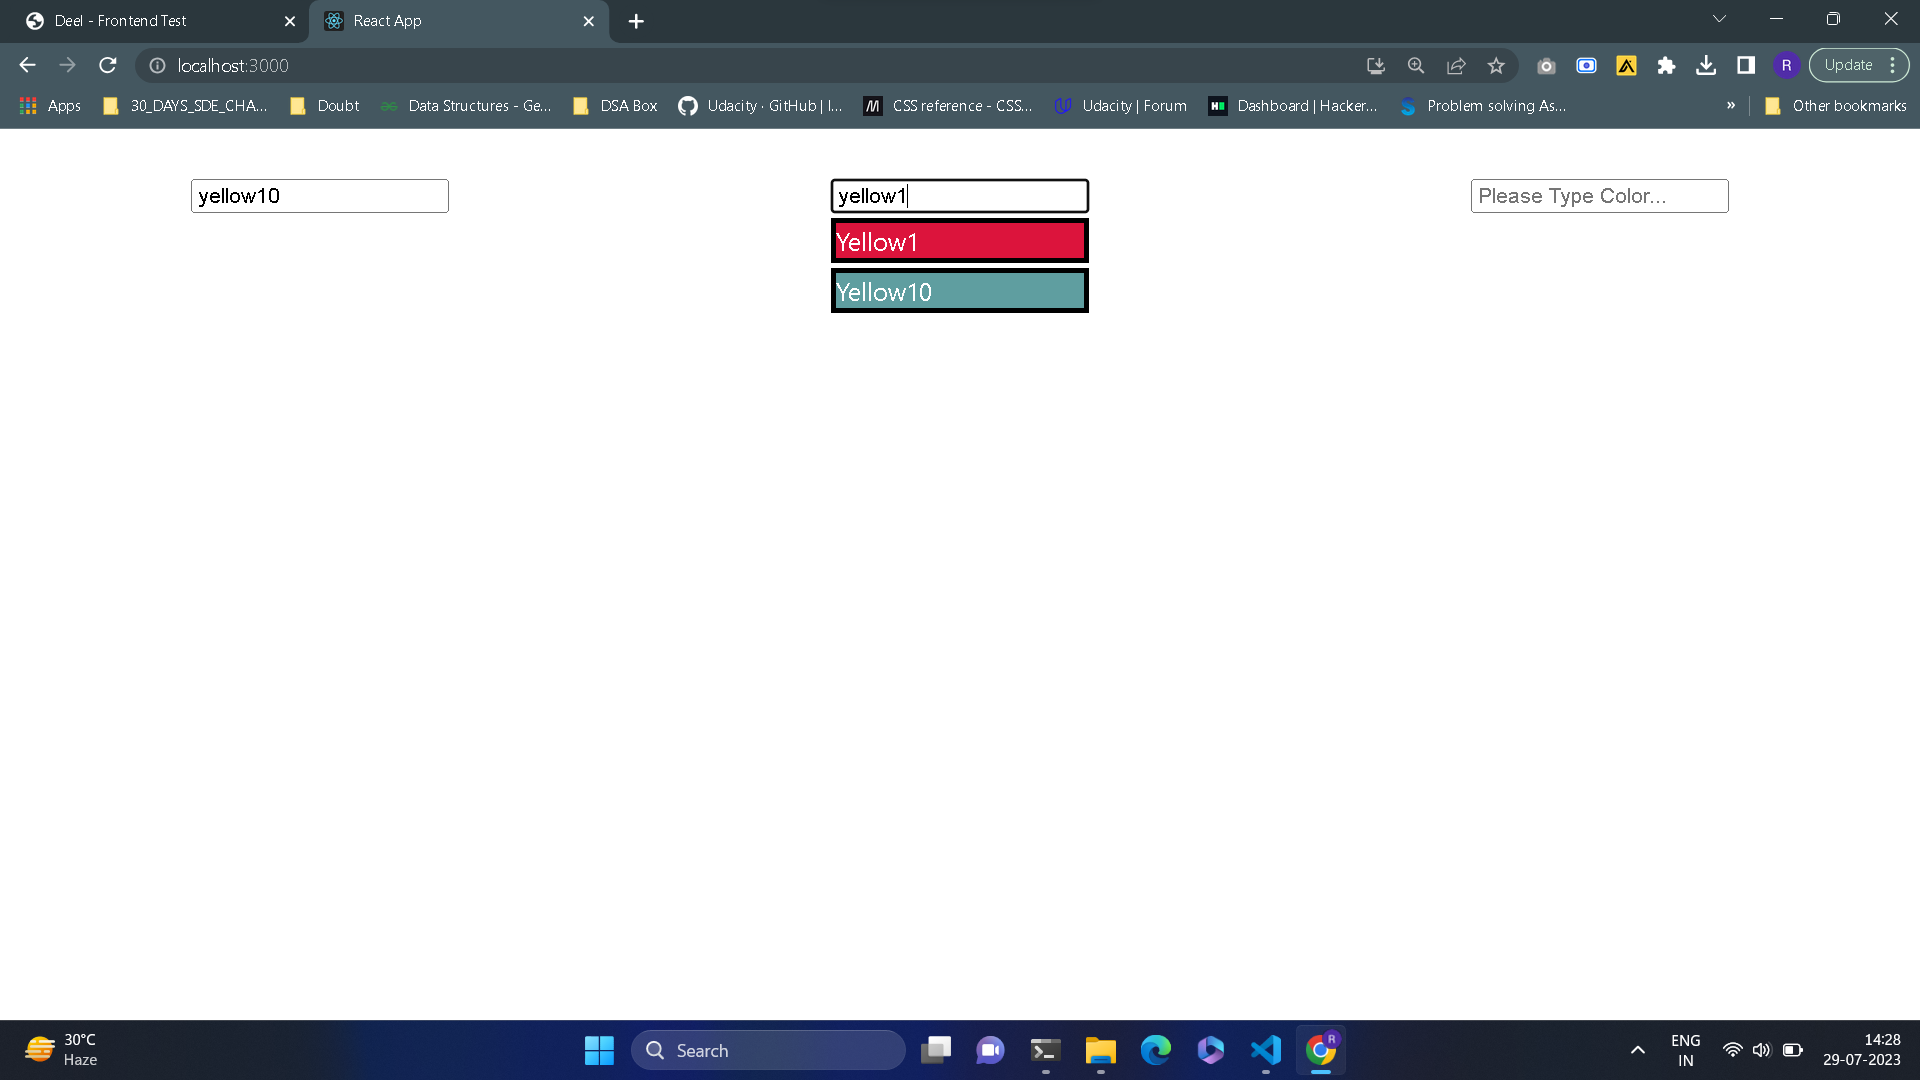 Deel - Frontend Test
React App
localhost:3000
Update
Apps
30_DAYS_SDE_CHA...
Doubt
Data Structures - Ge...
DSA Box
Udacity · GitHub | I...
CSS reference - CSS...
Udacity | Forum
Dashboard | Hacker...
Problem solving As...
»
Other bookmarks
yellow10
yellow1
Please Type Color...
Yellow1
Yellow10
30°C
Haze
Search
ENG
IN
14:28
29-07-2023